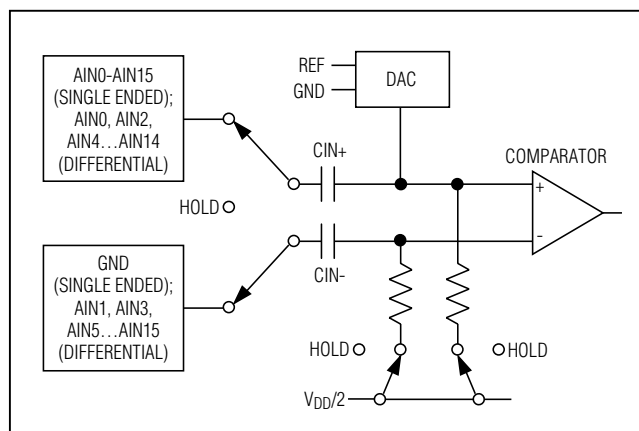 AIN0-AIN15
(SINGLE ENDED);
AIN0, AIN2,
AIN4…AIN14
(DIFFERENTIAL)
REF
GND
DAC
CIN+
COMPARATOR
+
-
HOLD
GND
(SINGLE ENDED);
AIN1, AIN3,
AIN5…AIN15
(DIFFERENTIAL)
CIN-
HOLD
HOLD
VDD/2